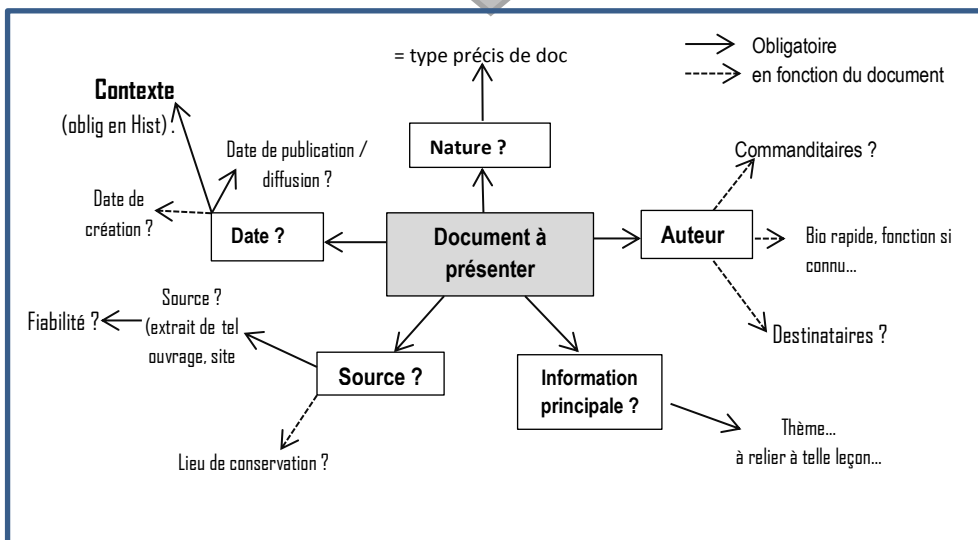 = type précis de doc
Obligatoire
en fonction du document
Contexte
(oblig en Hist) .
Nature ?
Date de publication /
diffusion ?
Commanditaires ?
Date de
création ?
Date ?
Document à
présenter
Auteur
Bio rapide, fonction si
connu…
Source ?
(extrait de tel
ouvrage, site
Fiabilité ?
Destinataires ?
Source ?
Information
principale ?
Lieu de conservation ?
Thème…
à relier à telle leçon…